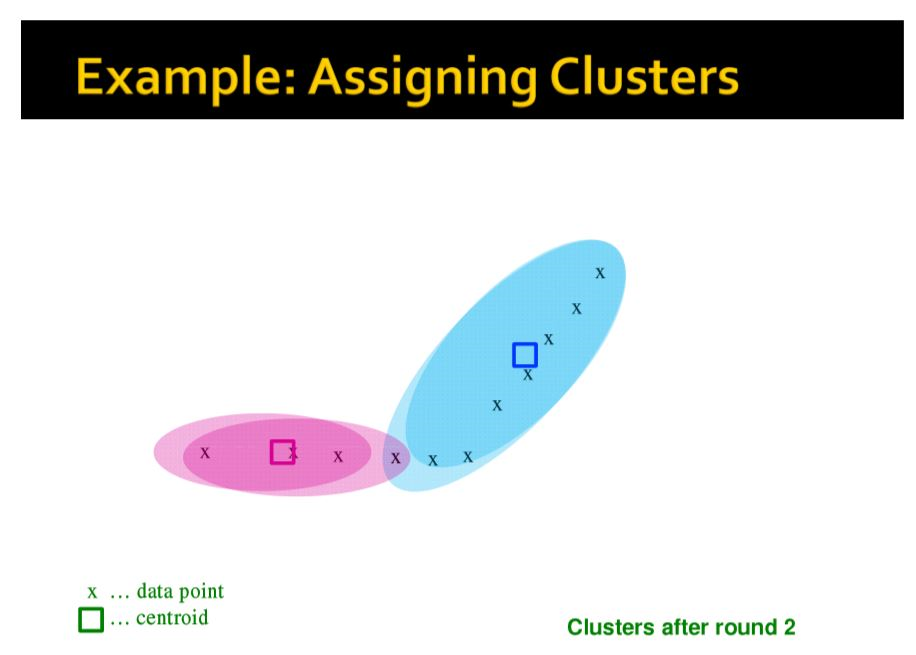 Example: Assigning Clusters
x
x
x
x
x
x
x
x
x
x
x
x … data point
… centroid
Clusters after round 2